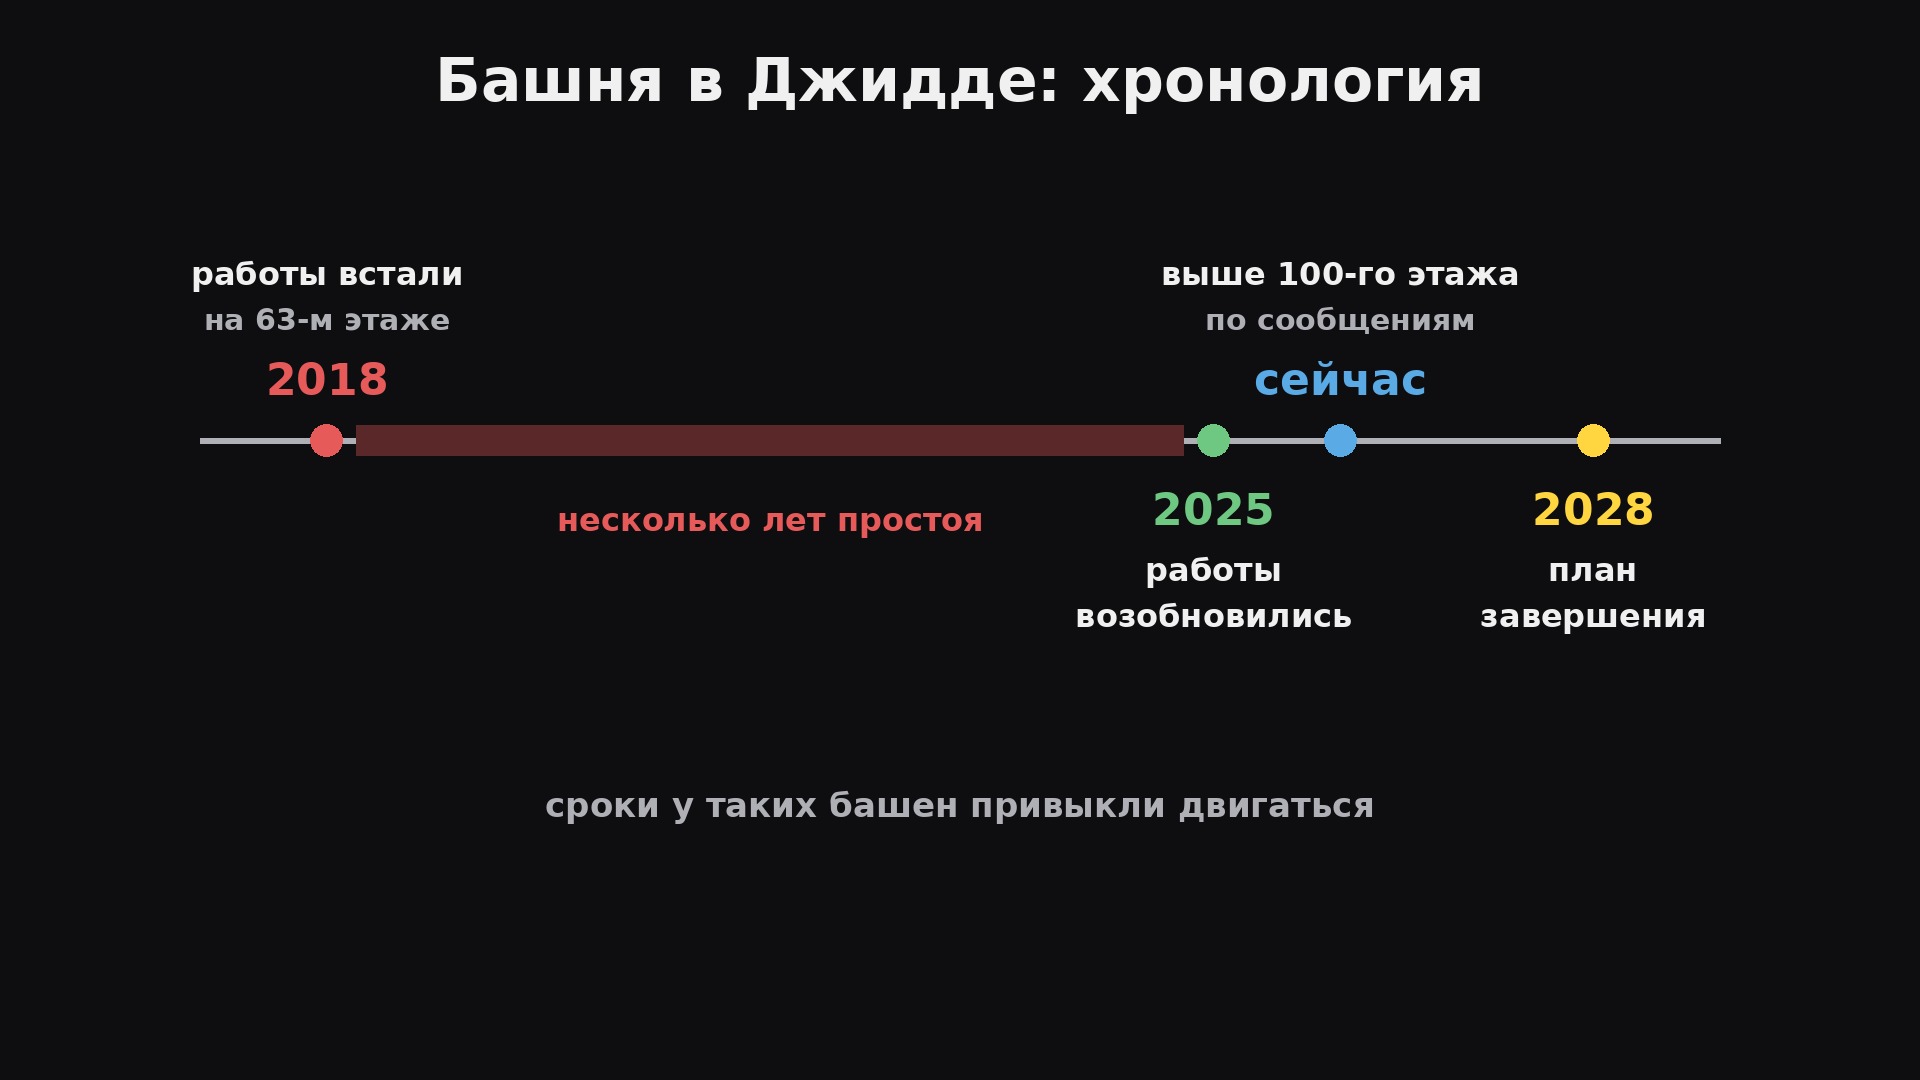 Башня в Джидде: хронология
работы встали
на 63-м этаже
2018
выше 100-го этажа
по сообщениям
сейчас
несколько лет простоя
2025
работы
возобновились
2028
план
завершения
сроки у таких башен привыкли двигаться